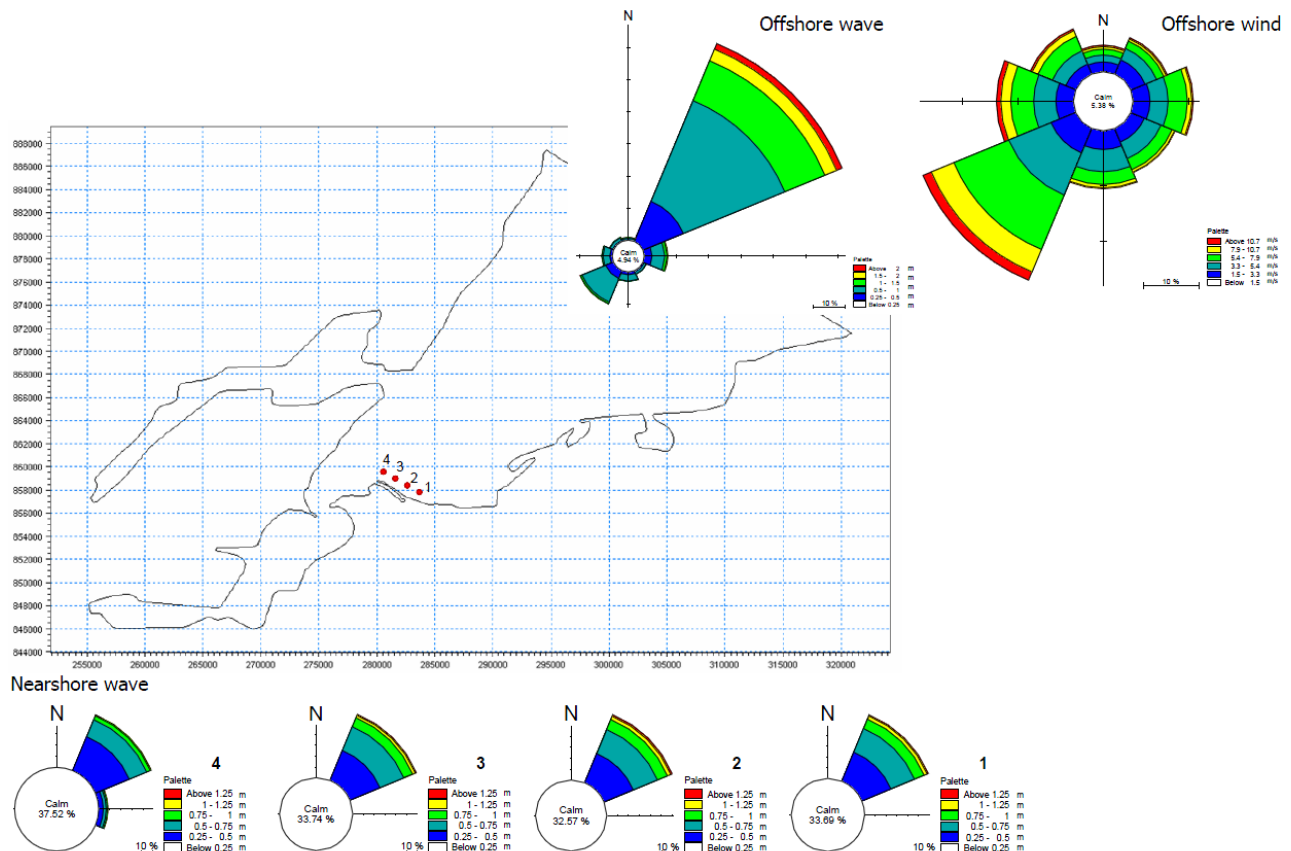 Offshore wave
N
Calm
4.94 %
Palette
Above 2 m
1.5 - 2 m
1 - 1.5 m
0.5 - 1 m
0.25 - 0.5 m
Below 0.25 m
10 %
Offshore wind
N
Calm
5.38 %
Palette
Above 10.7 m/s
7.9 - 10.7 m/s
5.4 - 7.9 m/s
3.3 - 5.4 m/s
1.5 - 3.3 m/s
Below 1.5 m/s
10 %
888000
886000
884000
882000
880000
878000
876000
874000
872000
870000
868000
866000
864000
862000
860000
858000
856000
854000
852000
850000
848000
846000
844000
4
3
2
1
255000 260000 265000 270000 275000 280000 285000 290000 295000 300000 305000 310000 315000 320000
Nearshore wave
N
4
Calm
37.52 %
Palette
Above 1.25 m
1 - 1.25 m
0.75 - 1 m
0.5 - 0.75 m
0.25 - 0.5 m
Below 0.25 m
10 %
N
3
Calm
33.74 %
Palette
Above 1.25 m
1 - 1.25 m
0.75 - 1 m
0.5 - 0.75 m
0.25 - 0.5 m
Below 0.25 m
10 %
N
2
Calm
32.57 %
Palette
Above 1.25 m
1 - 1.25 m
0.75 - 1 m
0.5 - 0.75 m
0.25 - 0.5 m
Below 0.25 m
10 %
N
1
Calm
33.69 %
Palette
Above 1.25 m
1 - 1.25 m
0.75 - 1 m
0.5 - 0.75 m
0.25 - 0.5 m
Below 0.25 m
10 %